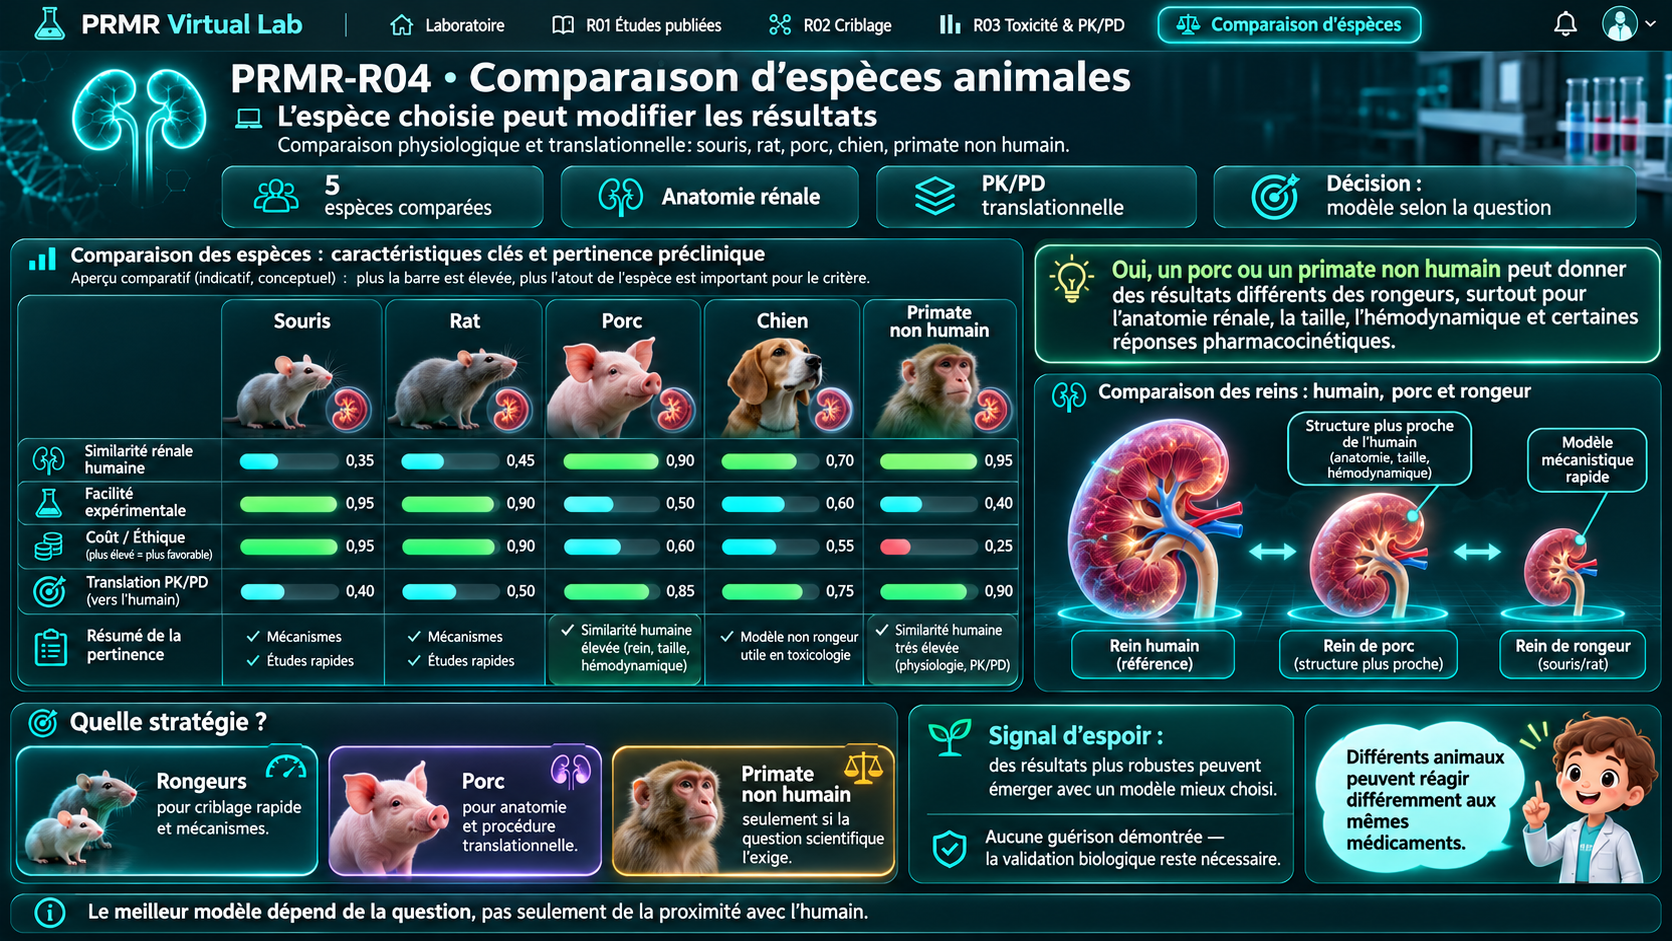 PRMR Virtual Lab
Laboratoire
R01 Études publiées
R02 Criblage
R03 Toxicité & PK/PD
Comparaison d'éspèces
PRMR-R04 • Comparaıson d'espèces animales
L'espèce choisie peut modifier les résultats
Comparaison physiologique et translationnelle: souris, rat, porc, chien, primate non humain.
5
espèces comparées
Anatomie rénale
PK/PD
translationnelle
Décision :
modèle selon la question
Comparaison des espèces : caractéristiques clés et pertinence préclinique
Aperçu comparatif (indicatif, conceptuel) : plus la barre est élevée, plus l'atout de l'espèce est important pour le critère.
Souris
Rat
Porc
Chien
Primate
non humain
Similarité rénale
humaine
0,35
0,45
0,90
0,70
0,95
Facilité
expérimentale
0,95
0,90
0,50
0,60
0,40
Coût / Éthique
(plus élevé = plus favorable)
0,95
0,90
0,60
0,55
0,25
Translation PK/PD
(vers l'humain)
0,40
0,50
0,85
0,75
0,90
Résumé de la
pertinence
Mécanismes
Études rapides
Mécanismes
Études rapides
Similarité humaine
élevée (rein, taille,
hémodynamique)
Modèle non rongeur
utile en toxicologie
Similarité humaine
trés élevée
(physiologie, PK/PD)
Oui, un porc ou un primate non humain peut donner
des résultats différents des rongeurs, surtout pour
l'anatomie rénale, la taille, l'hémodynamique et certaines
réponses pharmacocinétiques.
Comparaison des reins : humain, porc et rongeur
Structure plus proche
de l'humain
(anatomie, taille,
hémodynamique)
Modèle
mécanistique
rapide
Rein humain
(référence)
Rein de porc
(structure plus proche)
Rein de rongeur
(souris/rat)
Quelle stratégie ?
Rongeurs
pour criblage rapide
et mécanismes.
Porc
pour anatomie
et procédure
translationnelle.
Primate
non humain
seulement si la
question scientifique
l'exige.
Signal d'espoir :
des résultats plus robustes peuvent
émerger avec un modèle mieux choisi.
Aucune guérison démontrée —
la validation biologique reste nécessaire.
Différents animaux
peuvent réagir
différemment aux
mêmes
médicaments.
Le meilleur modèle dépend de la question, pas seulement de la proximité avec l'humain.